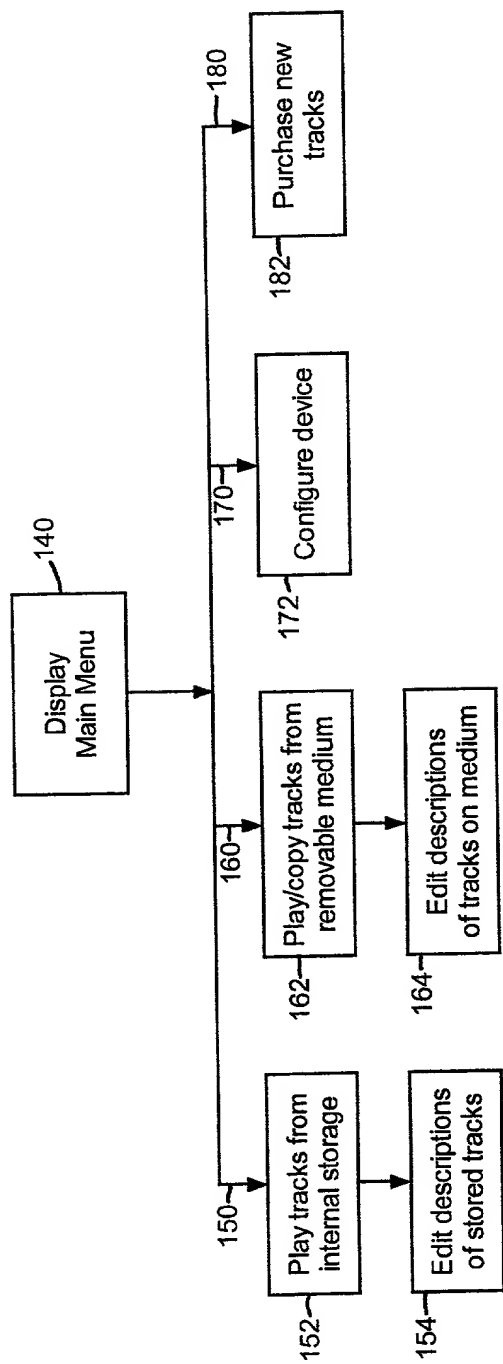 Display
Main Menu
140
150
160
170
180
152
Play tracks from
internal storage
162
Play/copy tracks from
removable medium
172
Configure device
182
Purchase new
tracks
154
Edit descriptions
of stored tracks
164
Edit descriptions
of tracks on medium